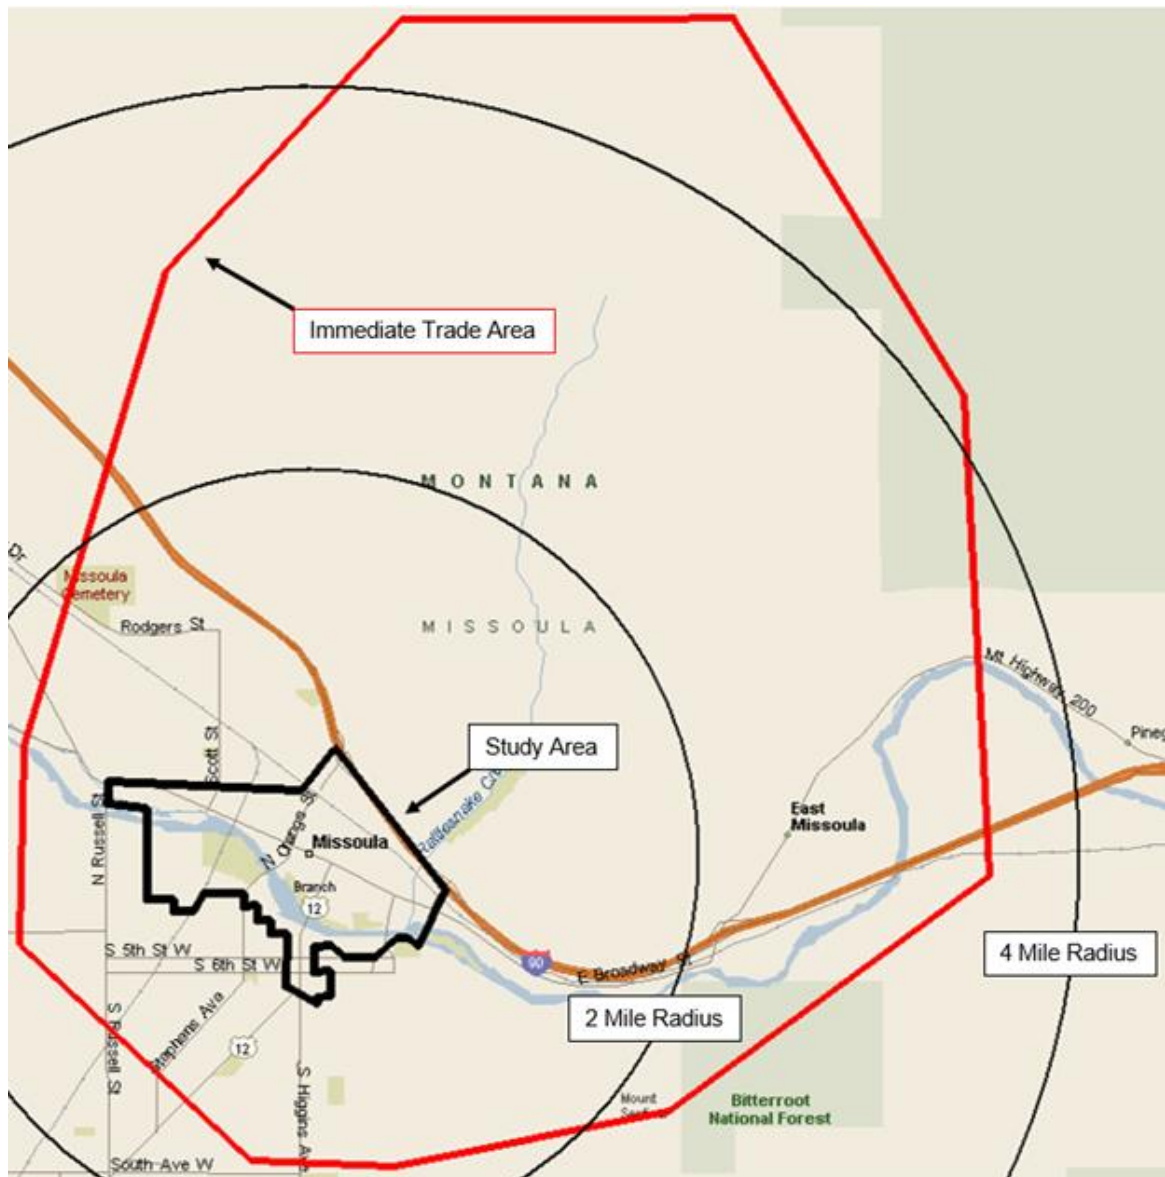 Immediate Trade Area
MONTANA
Dr
Missoula
Cemetery
Rodgers St
MISSOULA
Mt Highway 200
Pineg
Scott St
Study Area
Rattlesnake Cre
N Russell St
N Orange St
Missoula
East
Missoula
Branch
12
S 5th St W
S 6th St W
90
E Broadway St
4 Mile Radius
2 Mile Radius
S Russell St
Stephens Ave
12
S Higgins Ave
Mount
Bitterroot
National Forest
South Ave W